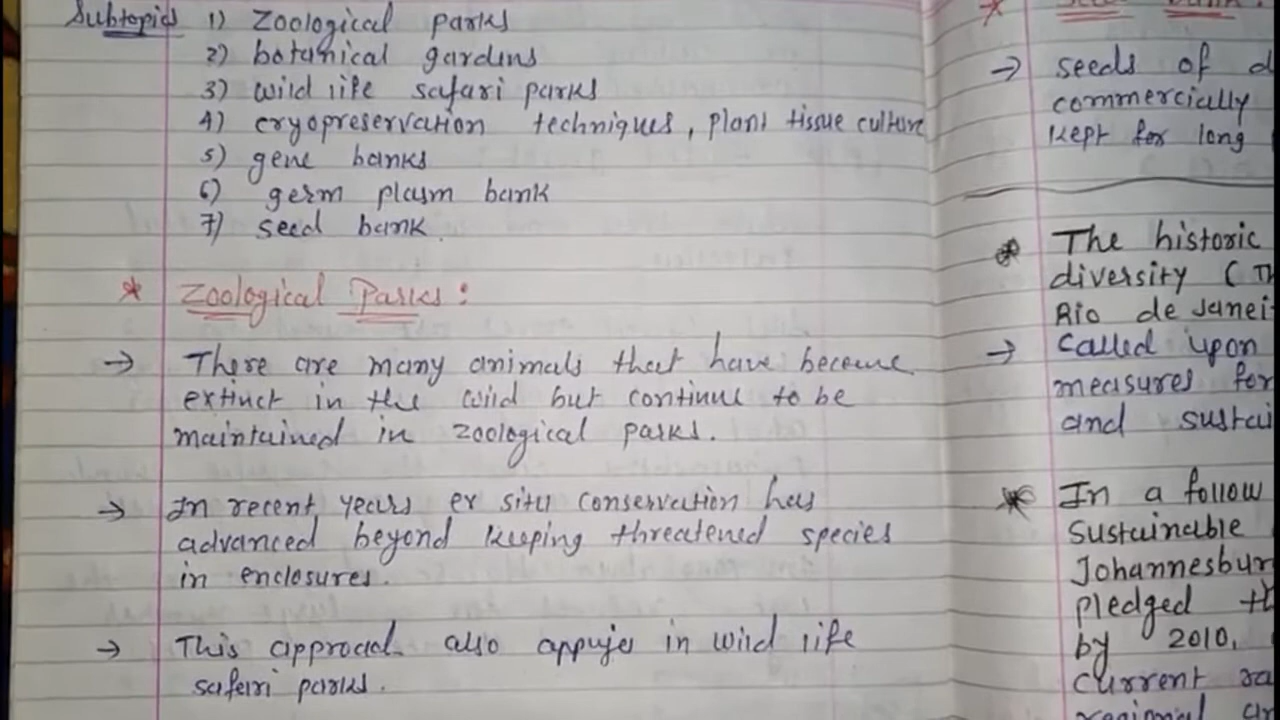 Subtopics 1) Zoological parks
2) botanical gardens
3) wild life safari parks
4) cryopreservation techniques, plant tissue culture
5) gene banks
6) germ plasm bank
7) seed bank.
* Zoological Parks:
→ There are many animals that have become
extinct in the wild but continue to be
maintained in zoological parks.
→ In recent years ex situ conservation has
advanced beyond keeping threatened species
in enclosures.
→ This approach also in wild life
safari parks.
*
→ seeds of d
commercially
kept for long
* The historic
diversity (Th
Rio de Janei
→ called upon
measures for
and sustai
* In a follow
Sustainable
Johannesbur
pledged th
by 2010,
current ra
regional an